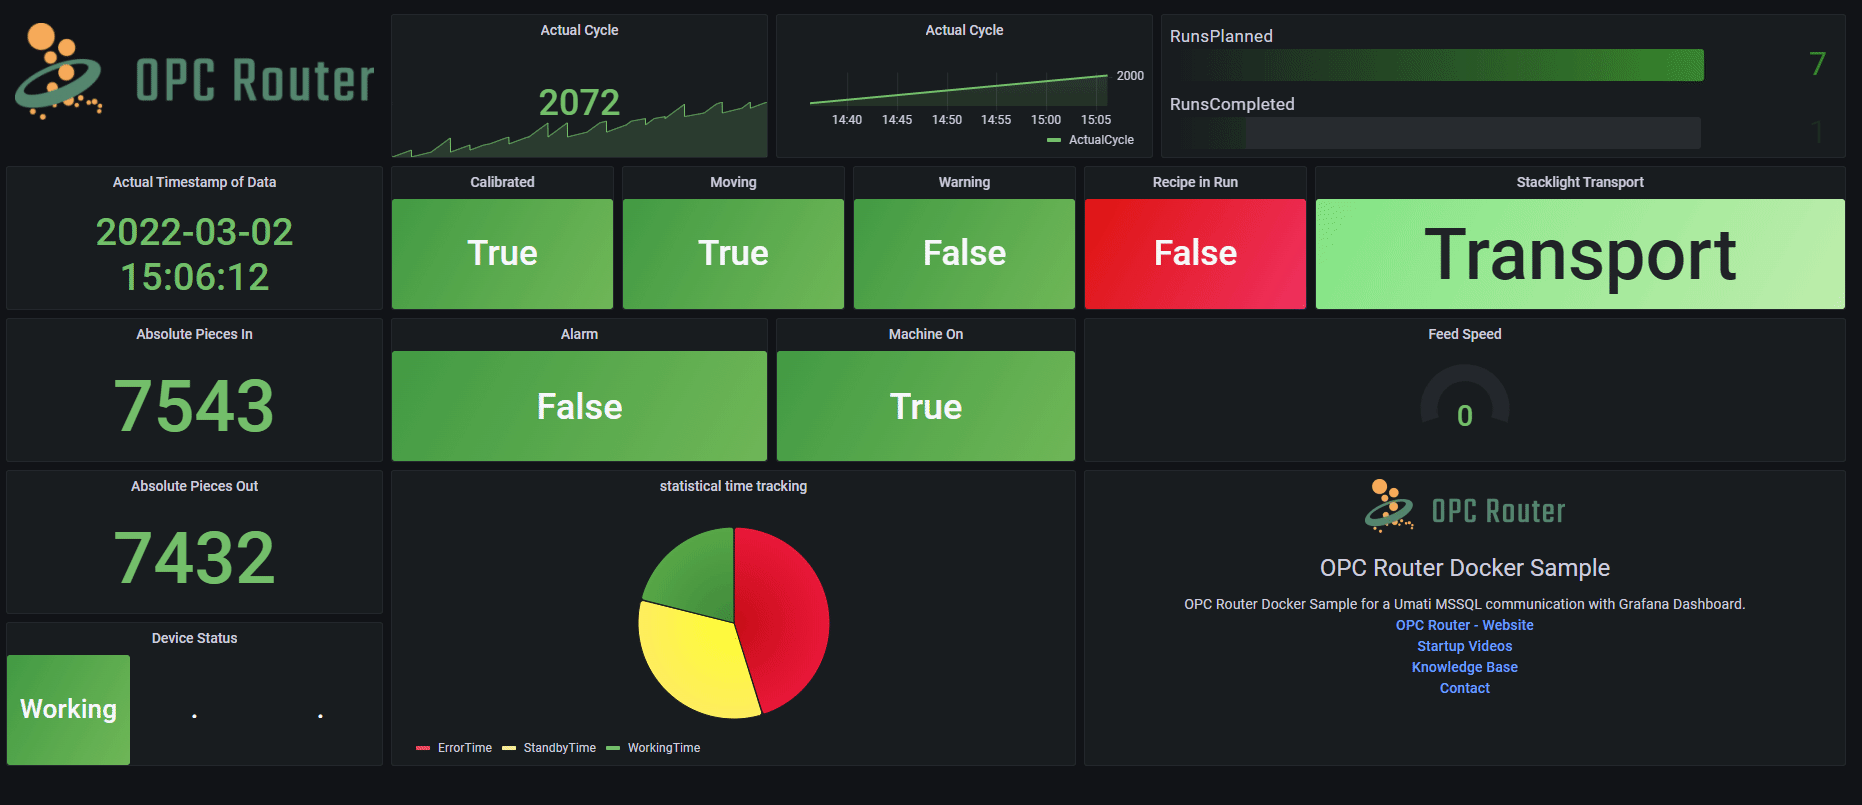 OPC Router
Actual Cycle
2072
Actual Cycle
2000
14:40 14:45 14:50 14:55 15:00 15:05
ActualCycle
RunsPlanned
7
RunsCompleted
1
Actual Timestamp of Data
2022-03-02
15:06:12
Calibrated
True
Moving
True
Warning
False
Recipe in Run
False
Stacklight Transport
Transport
Absolute Pieces In
7543
Alarm
False
Machine On
True
Feed Speed
0
Absolute Pieces Out
7432
Device Status
Working
.
.
statistical time tracking
ErrorTime StandbyTime WorkingTime
OPC Router
OPC Router Docker Sample
OPC Router Docker Sample for a Umati MSSQL communication with Grafana Dashboard.
OPC Router - Website
Startup Videos
Knowledge Base
Contact